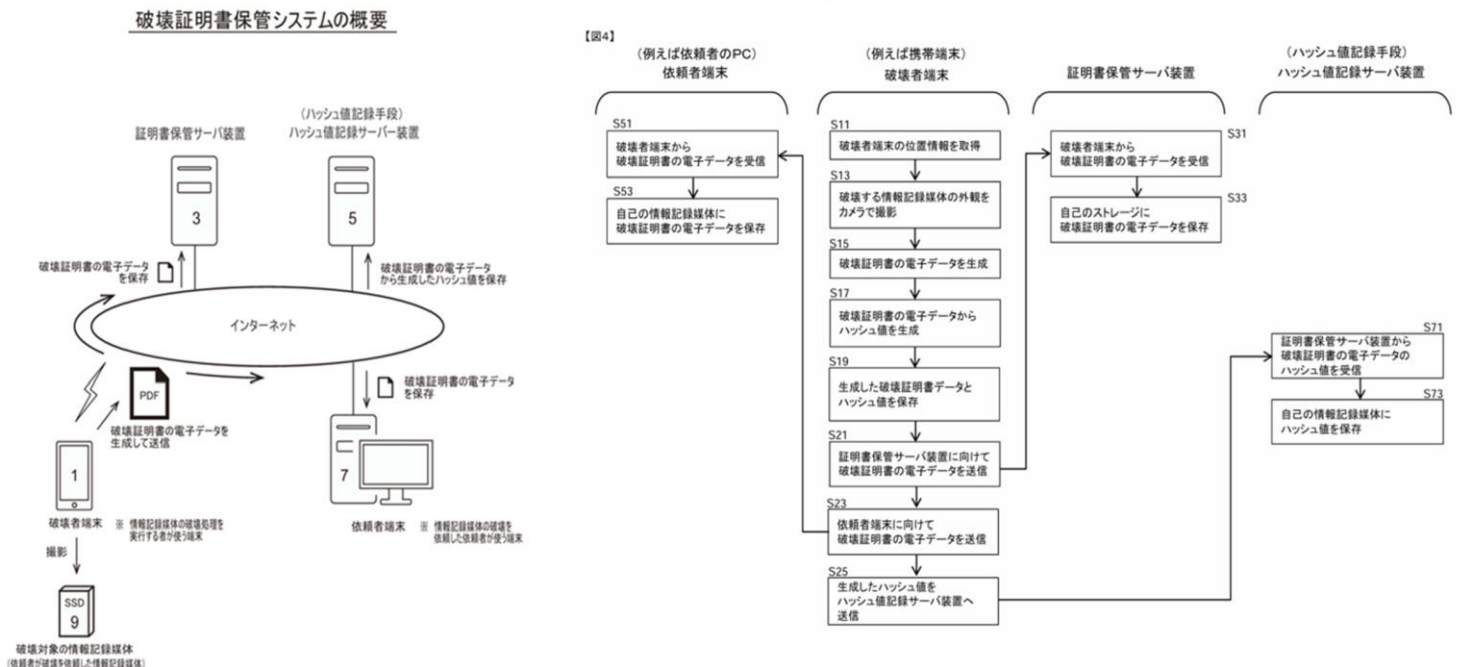 破壊証明書保管システムの概要
証明書保管サーバ装置
（ハッシュ値記録手段）
ハッシュ値記録サーバー装置
3
5
破壊証明書の電子データ
を保存
破壊証明書の電子データ
から生成したハッシュ値を保存
インターネット
PDF
破壊証明書の電子データを
生成して送信
破壊証明書の電子データ
を保存
1
7
破壊者端末
※ 情報記録媒体の破壊処理を
実行する者が使う端末
依頼者端末
※ 情報記録媒体の破壊を
依頼した依頼者が使う端末
撮影
SSD
9
破壊対象の情報記録媒体
（依頼者が破壊を依頼した情報記録媒体）
【図4】
（例えば依頼者のPC）
依頼者端末
（例えば携帯端末）
破壊者端末
証明書保管サーバ装置
（ハッシュ値記録手段）
ハッシュ値記録サーバ装置
S51
破壊者端末から
破壊証明書の電子データを受信
S53
自己の情報記録媒体に
破壊証明書の電子データを保存
S11
破壊者端末の位置情報を取得
S13
破壊する情報記録媒体の外観を
カメラで撮影
S15
破壊証明書の電子データを生成
S17
破壊証明書の電子データから
ハッシュ値を生成
S19
生成した破壊証明書データと
ハッシュ値を保存
S21
証明書保管サーバ装置に向けて
破壊証明書の電子データを送信
S23
依頼者端末に向けて
破壊証明書の電子データを送信
S25
生成したハッシュ値を
ハッシュ値記録サーバ装置へ
送信
S31
破壊者端末から
破壊証明書の電子データを受信
S33
自己のストレージに
破壊証明書の電子データを保存
S71
証明書保管サーバ装置から
破壊証明書の電子データの
ハッシュ値を受信
S73
自己の情報記録媒体に
ハッシュ値を保存